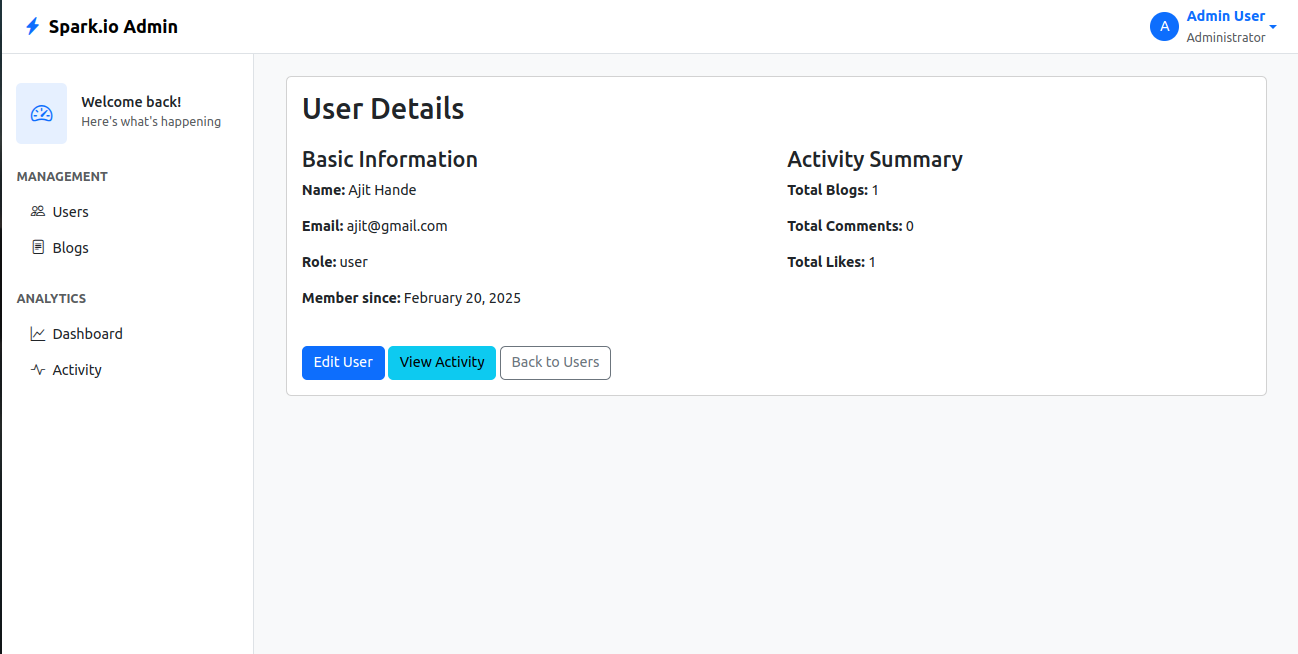 Spark.io Admin
A
Admin User
Administrator
Welcome back!
Here's what's happening
MANAGEMENT
Users
Blogs
ANALYTICS
Dashboard
Activity
User Details
Basic Information
Name: Ajit Hande
Email: ajit@gmail.com
Role: user
Member since: February 20, 2025
Activity Summary
Total Blogs: 1
Total Comments: 0
Total Likes: 1
Edit User
View Activity
Back to Users